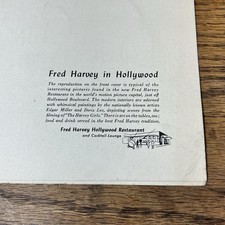 Fred Harvey in Hollywood
The reproduction on the front cover is typical of the
interesting pictures found in the new Fred Harvey
Restaurant in the world's motion picture capital, just off
Hollywood Boulevard. The modern interiors are adorned
with whimsical paintings by the nationally known artists
Edgar Miller and Doris Lee, depicting scenes from the
filming of "The Harvey Girls." There is art on the tables, too;
food and drink served in the best Fred Harvey tradition.
Fred Harvey Hollywood Restaurant
and Cocktail Lounge